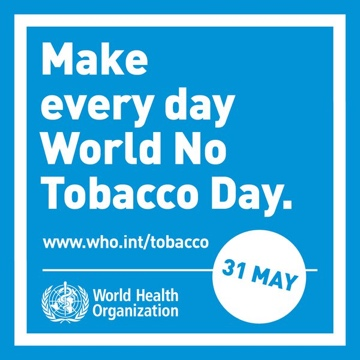 Make
every day
World No
Tobacco Day.
www.who.int/tobacco
31 MAY
World Health
Organization